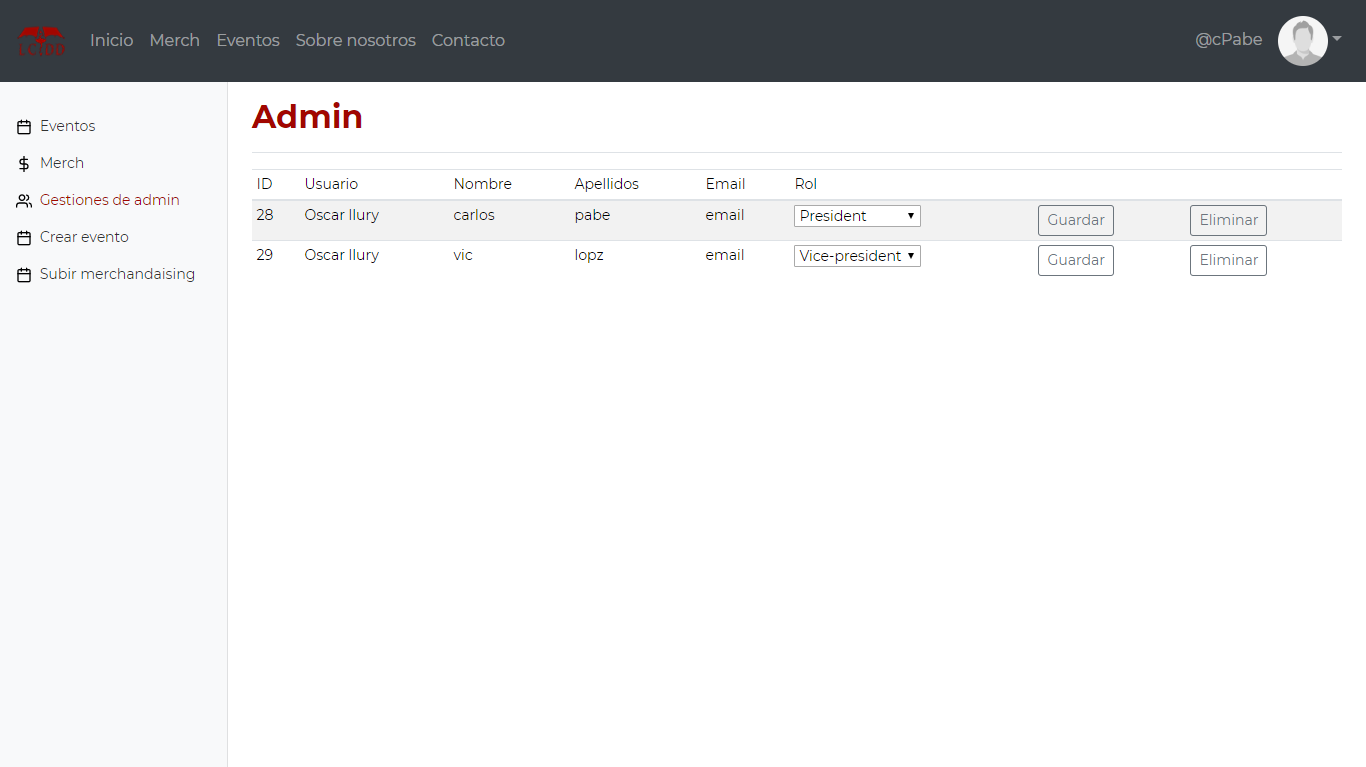 Inicio Merch Eventos Sobre nosotros Contacto @cPabe
Eventos
Merch
Gestiones de admin
Crear evento
Subir merchandaising
Admin
ID Usuario Nombre Apellidos Email Rol
28 Oscar Ilury carlos pabe email President Guardar Eliminar
29 Oscar Ilury vic lopz email Vice-president Guardar Eliminar